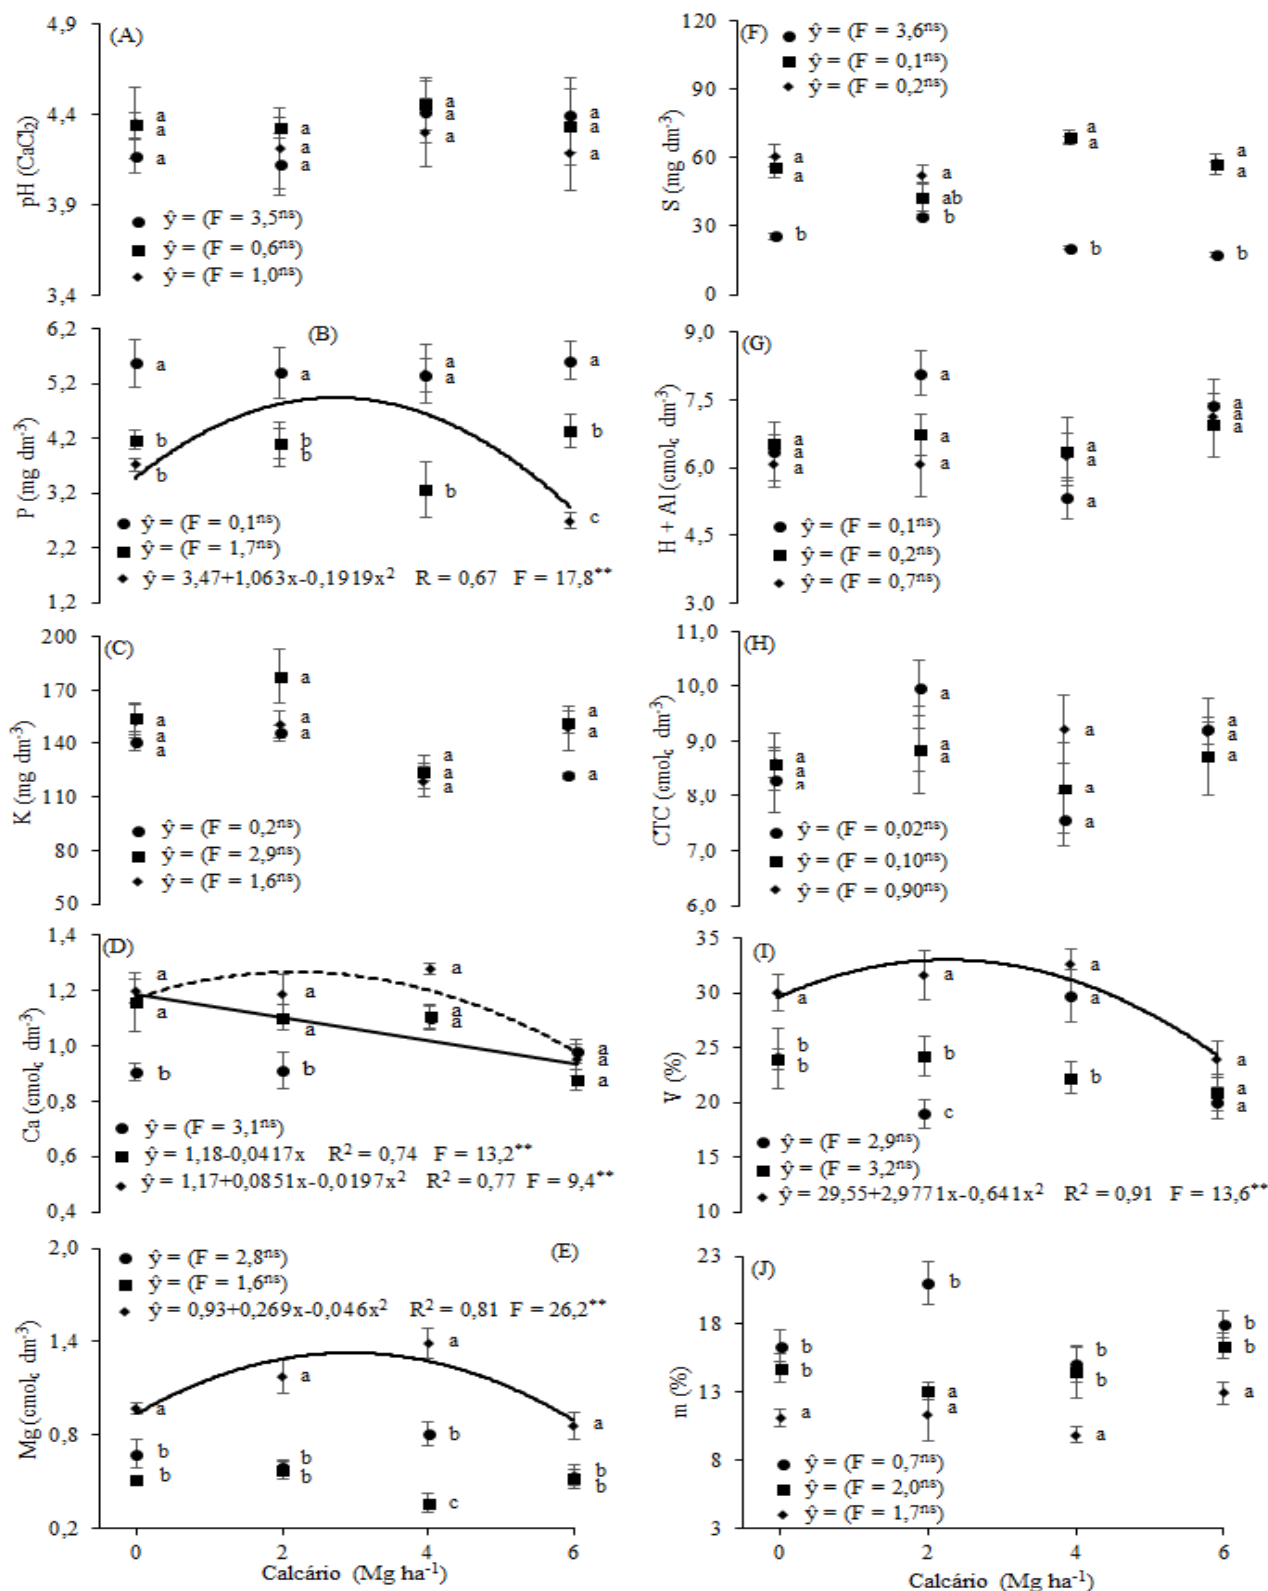 (A)
4,9
4,4
3,9
3,4
pH (CaCl2)
a
a
a
a
a
a
a
a
a
a
a
a
ŷ = (F = 3,5ns)
ŷ = (F = 0,6ns)
ŷ = (F = 1,0ns)
(B)
6,2
5,2
4,2
3,2
2,2
1,2
P (mg dm-3)
a
b
b
a
b
b
a
a
b
a
b
c
ŷ = (F = 0,1ns)
ŷ = (F = 1,7ns)
ŷ = 3,47+1,063x-0,1919x2 R = 0,67 F = 17,8**
(C)
200
170
140
110
80
50
K (mg dm-3)
a
a
a
a
a
a
a
a
a
a
a
a
ŷ = (F = 0,2ns)
ŷ = (F = 2,9ns)
ŷ = (F = 1,6ns)
(D)
1,4
1,2
1,0
0,8
0,6
0,4
Ca (cmolc dm-3)
a
a
b
a
a
b
a
a
a
a
a
a
ŷ = (F = 3,1ns)
ŷ = 1,18-0,0417x R2 = 0,74 F = 13,2**
ŷ = 1,17+0,0851x-0,0197x2 R2 = 0,77 F = 9,4**
(E)
2,0
1,4
0,8
0,2
Mg (cmolc dm-3)
ŷ = (F = 2,8ns)
ŷ = (F = 1,6ns)
ŷ = 0,93+0,269x-0,046x2 R2 = 0,81 F = 26,2**
a
b
b
a
b
b
a
b
c
a
b
b
0 2 4 6
Calcário (Mg ha-1)
(F)
120
90
60
30
0
S (mg dm-3)
ŷ = (F = 3,6ns)
ŷ = (F = 0,1ns)
ŷ = (F = 0,2ns)
a
a
b
a
ab
b
a
a
b
a
a
b
(G)
9,0
7,5
6,0
4,5
3,0
H + Al (cmolc dm-3)
a
a
a
a
a
a
a
a
a
a
a
a
ŷ = (F = 0,1ns)
ŷ = (F = 0,2ns)
ŷ = (F = 0,7ns)
(H)
11,0
10,0
9,0
8,0
7,0
6,0
CTC (cmolc dm-3)
a
a
a
a
a
a
a
a
a
a
a
a
ŷ = (F = 0,02ns)
ŷ = (F = 0,10ns)
ŷ = (F = 0,90ns)
(I)
35
30
25
20
15
10
V (%)
a
b
b
a
b
c
a
a
b
a
a
a
ŷ = (F = 2,9ns)
ŷ = (F = 3,2ns)
ŷ = 29,55+2,9771x-0,641x2 R2 = 0,91 F = 13,6**
(J)
23
18
13
8
3
m (%)
b
b
a
b
a
a
b
b
a
b
b
a
ŷ = (F = 0,7ns)
ŷ = (F = 2,0ns)
ŷ = (F = 1,7ns)
0 2 4 6
Calcário (Mg ha-1)